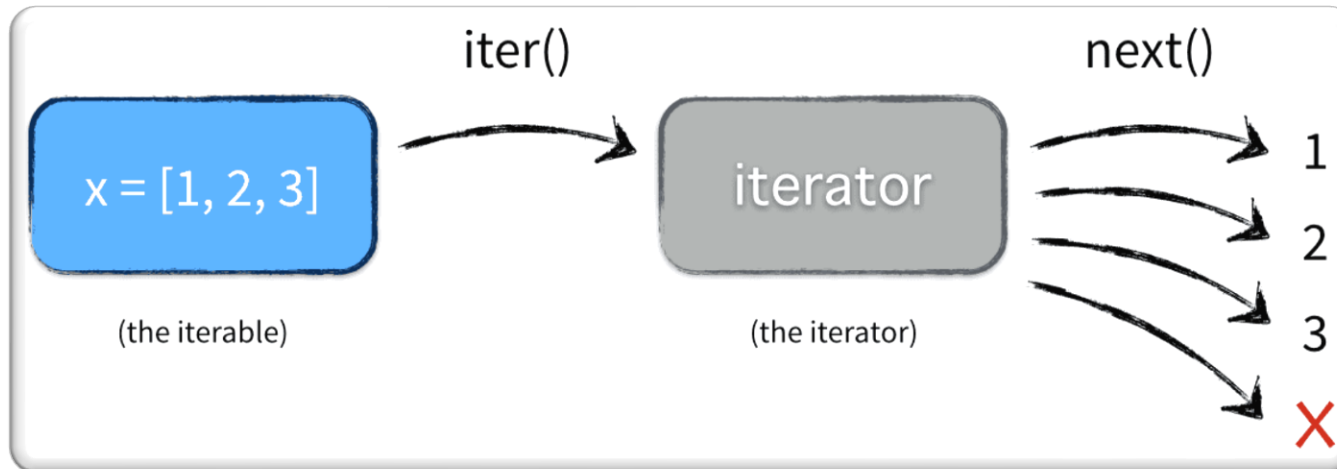 iter()
next()
x = [1, 2, 3]
iterator
1
2
3
X
(the iterable)
(the iterator)